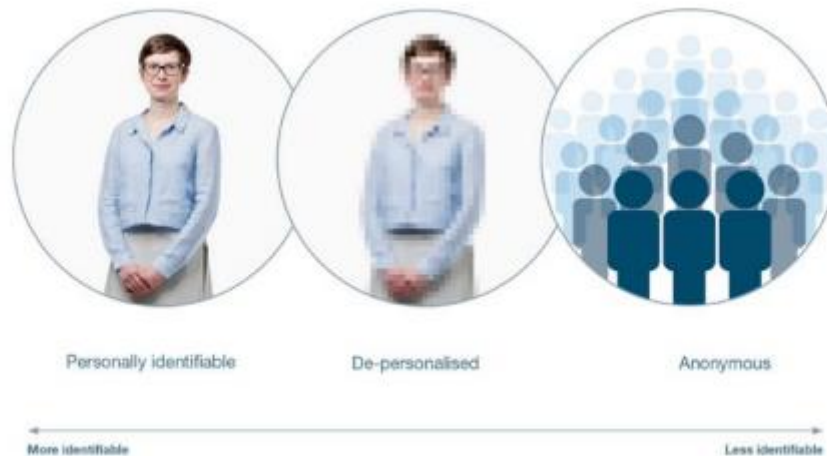 Personally identifiable
De-personalised
Anonymous
More identifiable
Less identifiable